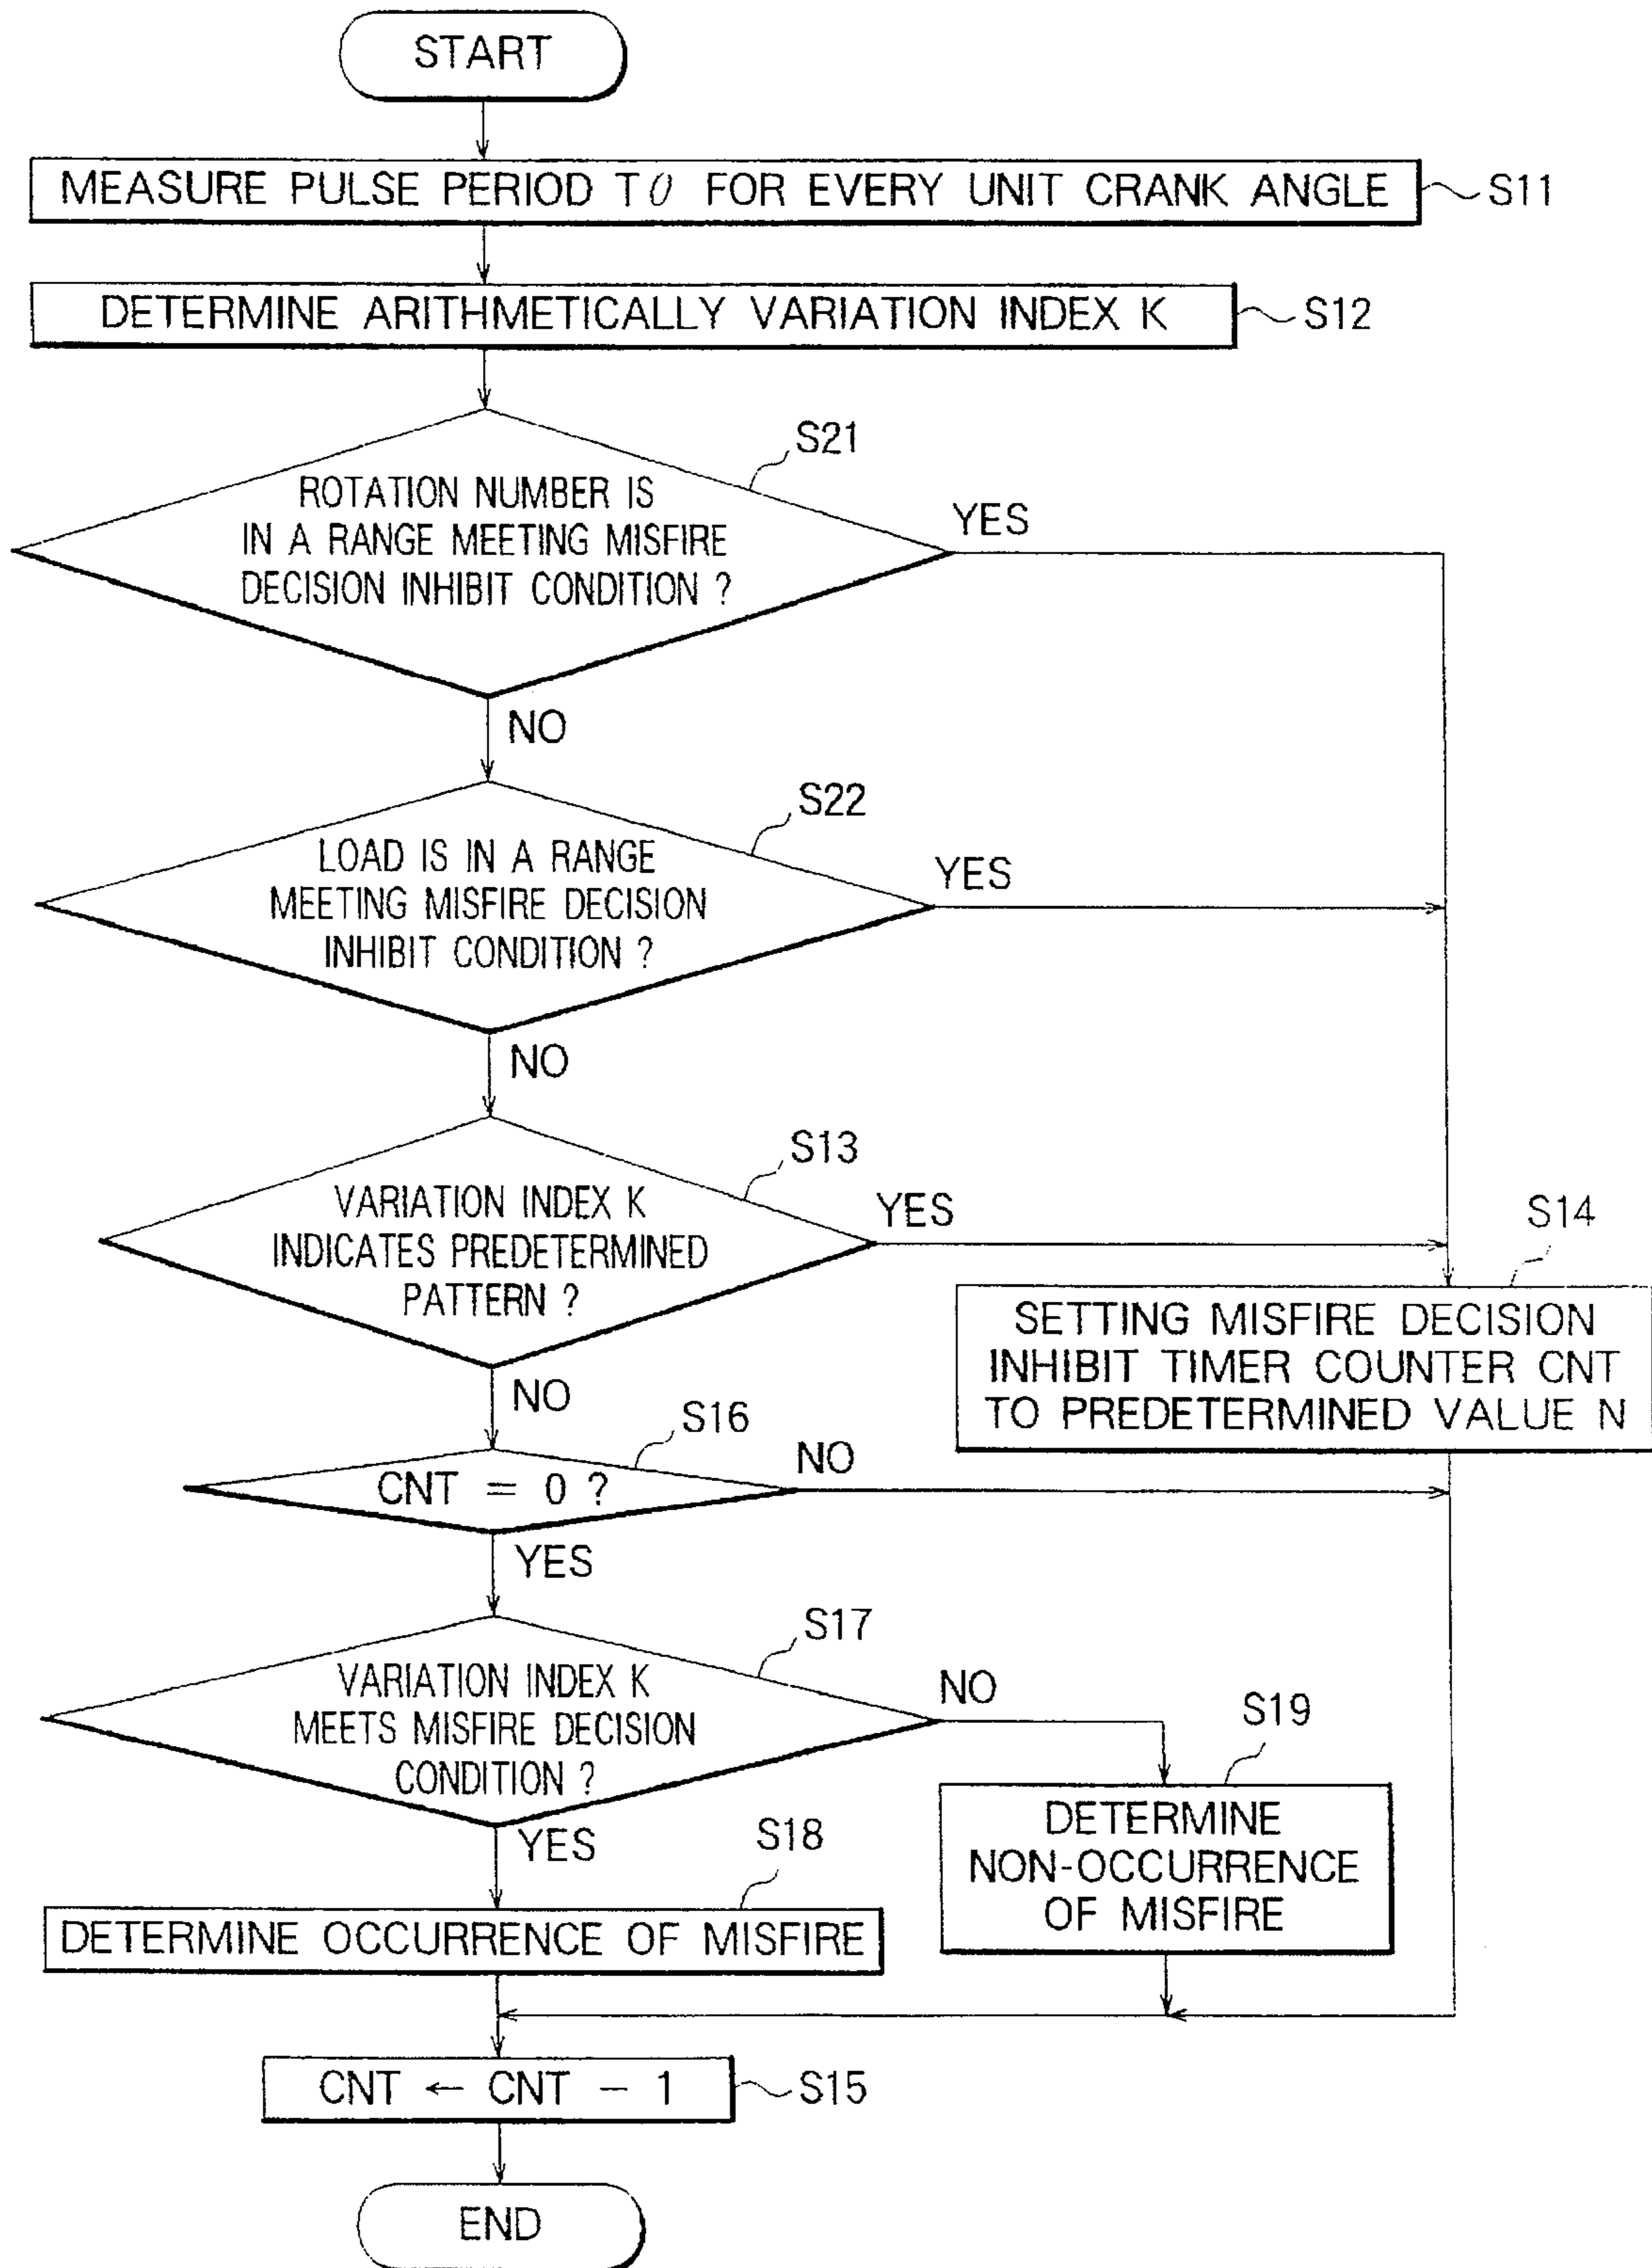 START
MEASURE PULSE PERIOD Tθ FOR EVERY UNIT CRANK ANGLE
S11
DETERMINE ARITHMETICALLY VARIATION INDEX K
S12
S21
ROTATION NUMBER IS
IN A RANGE MEETING MISFIRE
DECISION INHIBIT CONDITION ?
YES
NO
S22
LOAD IS IN A RANGE
MEETING MISFIRE DECISION
INHIBIT CONDITION ?
YES
NO
S13
VARIATION INDEX K
INDICATES PREDETERMINED
PATTERN ?
YES
NO
S14
SETTING MISFIRE DECISION
INHIBIT TIMER COUNTER CNT
TO PREDETERMINED VALUE N
S16
CNT = 0 ?
NO
YES
S17
VARIATION INDEX K
MEETS MISFIRE DECISION
CONDITION ?
NO
YES
S19
DETERMINE
NON-OCCURRENCE
OF MISFIRE
S18
DETERMINE OCCURRENCE OF MISFIRE
CNT ← CNT − 1
S15
END